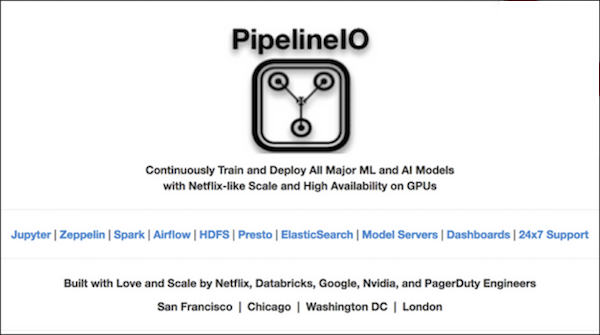 PipelineIO
Continuously Train and Deploy All Major ML and AI Models
with Netflix-like Scale and High Availability on GPUs
Jupyter | Zeppelin | Spark | Airflow | HDFS | Presto | ElasticSearch | Model Servers | Dashboards | 24x7 Support
Built with Love and Scale by Netflix, Databricks, Google, Nvidia, and PagerDuty Engineers
San Francisco | Chicago | Washington DC | London